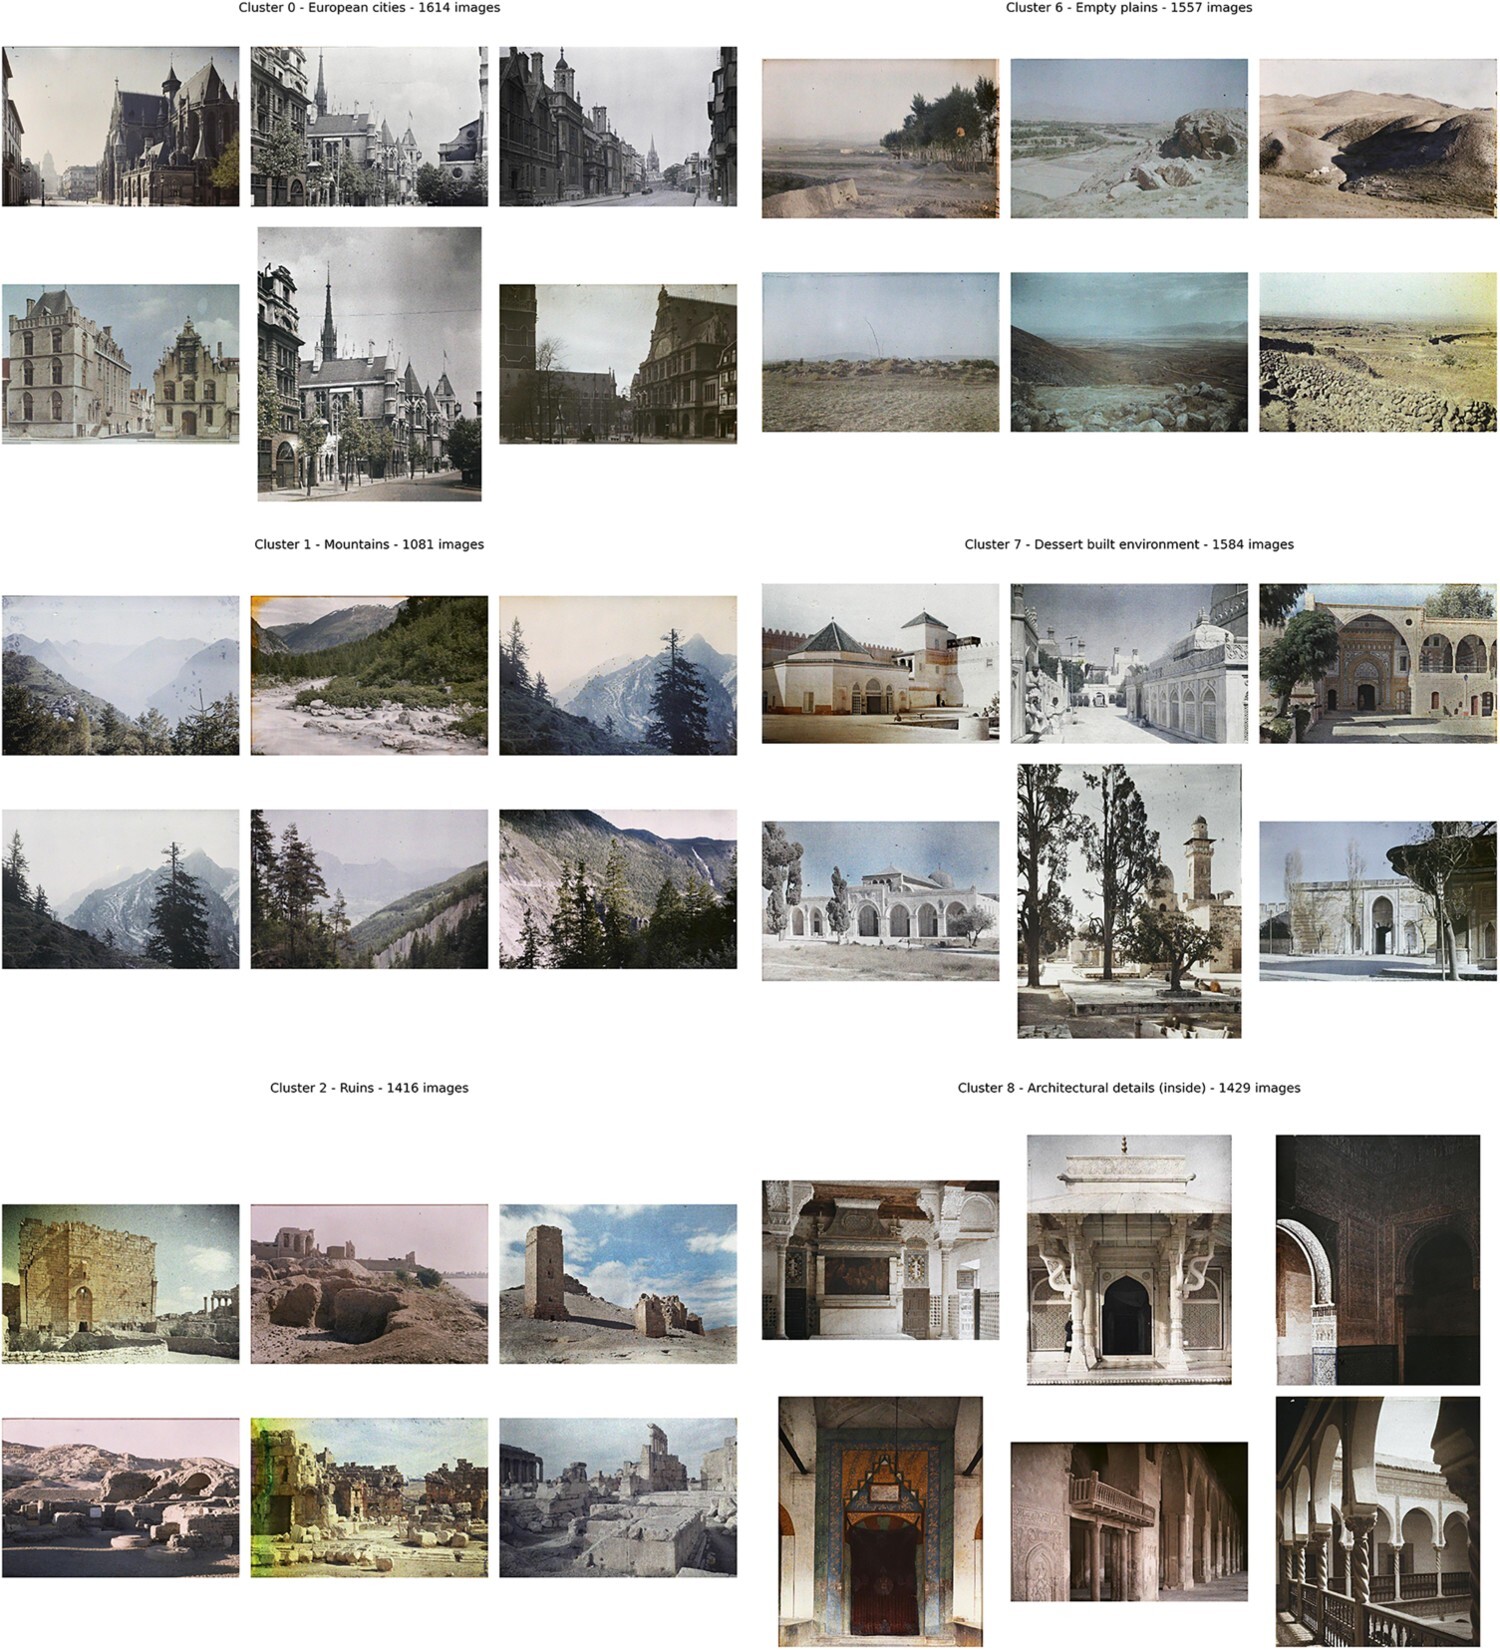 Cluster 0 - European cities - 1614 images
Cluster 6 - Empty plains - 1557 images
Cluster 1 - Mountains - 1081 images
Cluster 7 - Dessert built environment - 1584 images
Cluster 2 - Ruins - 1416 images
Cluster 8 - Architectural details (inside) - 1429 images